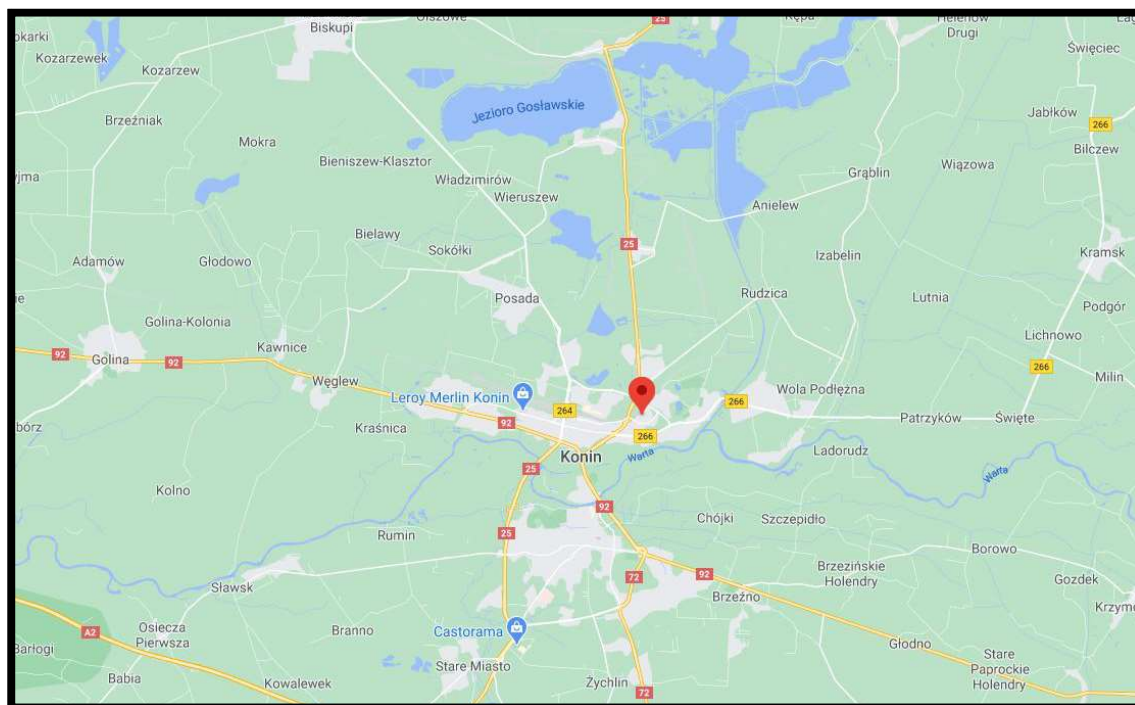 Biskupi
25
Helenów
Drugi
Kozarzewek
Kozarzew
Święciec
Jezioro Gosławskie
Brzeźniak
Jabłków
266
Mokra
Bilczew
Bieniszew-Klasztor
Wiązowa
Władzimirów
Grąblin
Wieruszew
Anielew
Bielawy
25
Sokółki
Izabelin
Kramsk
Adamów
Głodowo
Posada
Rudzica
Lutnia
Podgór
Golina-Kolonia
Lichnowo
Kawnice
92
92
Golina
266
Milin
Węglew
Leroy Merlin Konin
Wola Podłężna
266
264
Patrzyków
Święte
92
Kraśnica
266
Konin
Warta
Ladorudz
25
Warta
Kolno
92
Chójki
Szczepidło
25
Rumin
Borowo
Brzezińskie
Holendry
72
92
Gozdek
Sławsk
Brzeźno
Osiecza
Pierwsza
A2
Branno
Castorama
Głodno
Barłogi
Stare Miasto
Stare
Paprockie
Holendry
Babia
Kowalewek
Żychlin
72